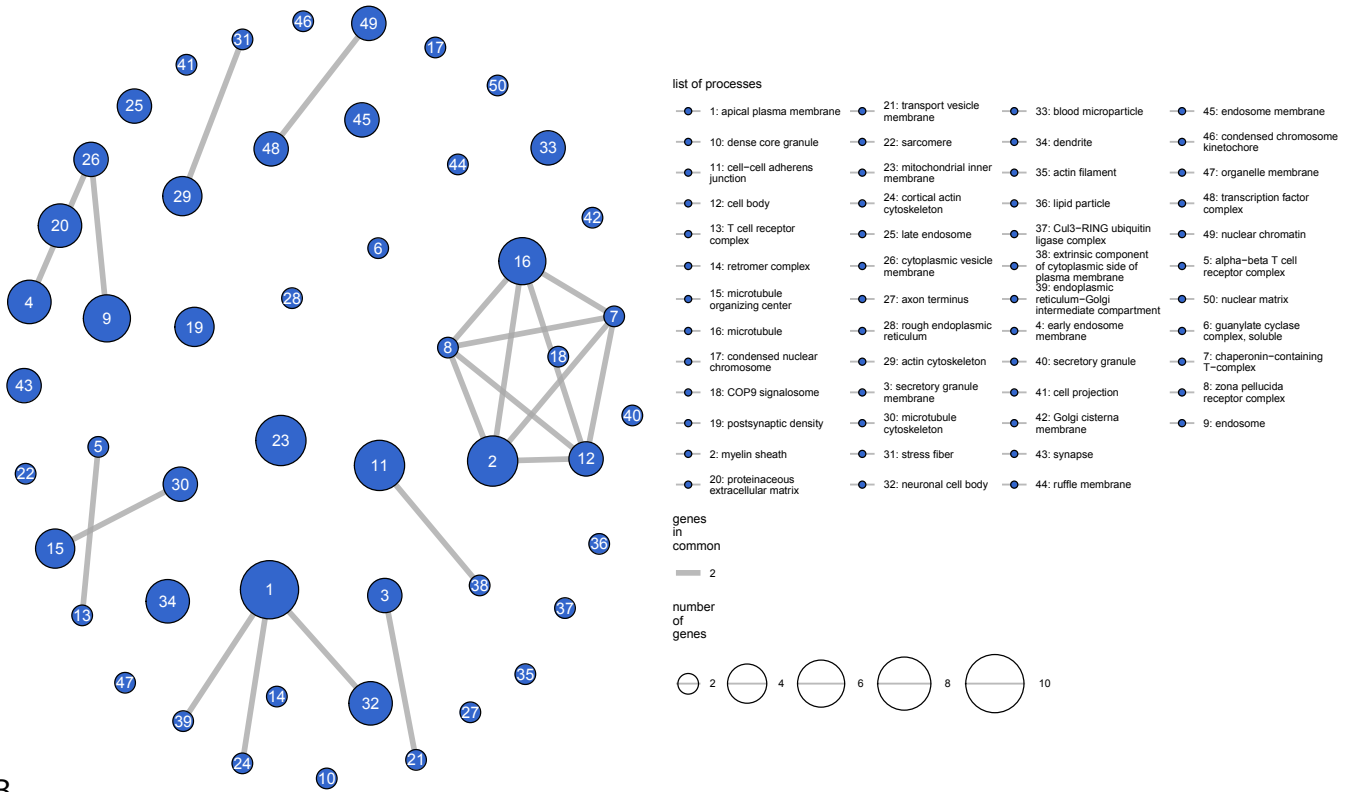 46
49
31
17
41
50
25
45
48
33
26
44
29
42
20
6
16
28
4
9
7
19
8
18
43
40
23
5
11
2
12
22
30
15
36
1
38
34
3
37
13
35
47
14
32
27
39
21
24
10
list of processes
1: apical plasma membrane
10: dense core granule
11: cell−cell adherens
junction
12: cell body
13: T cell receptor
complex
14: retromer complex
15: microtubule
organizing center
16: microtubule
17: condensed nuclear
chromosome
18: COP9 signalosome
19: postsynaptic density
2: myelin sheath
20: proteinaceous
extracellular matrix
21: transport vesicle
membrane
22: sarcomere
23: mitochondrial inner
membrane
24: cortical actin
cytoskeleton
25: late endosome
26: cytoplasmic vesicle
membrane
27: axon terminus
28: rough endoplasmic
reticulum
29: actin cytoskeleton
3: secretory granule
membrane
30: microtubule
cytoskeleton
31: stress fiber
32: neuronal cell body
33: blood microparticle
34: dendrite
35: actin filament
36: lipid particle
37: Cul3−RING ubiquitin
ligase complex
38: extrinsic component
of cytoplasmic side of
plasma membrane
39: endoplasmic
reticulum−Golgi
intermediate compartment
4: early endosome
membrane
40: secretory granule
41: cell projection
42: Golgi cisterna
membrane
43: synapse
44: ruffle membrane
45: endosome membrane
46: condensed chromosome
kinetochore
47: organelle membrane
48: transcription factor
complex
49: nuclear chromatin
5: alpha−beta T cell
receptor complex
50: nuclear matrix
6: guanylate cyclase
complex, soluble
7: chaperonin−containing
T−complex
8: zona pellucida
receptor complex
9: endosome
genes
in
common
2
number
of
genes
2
4
6
8
10